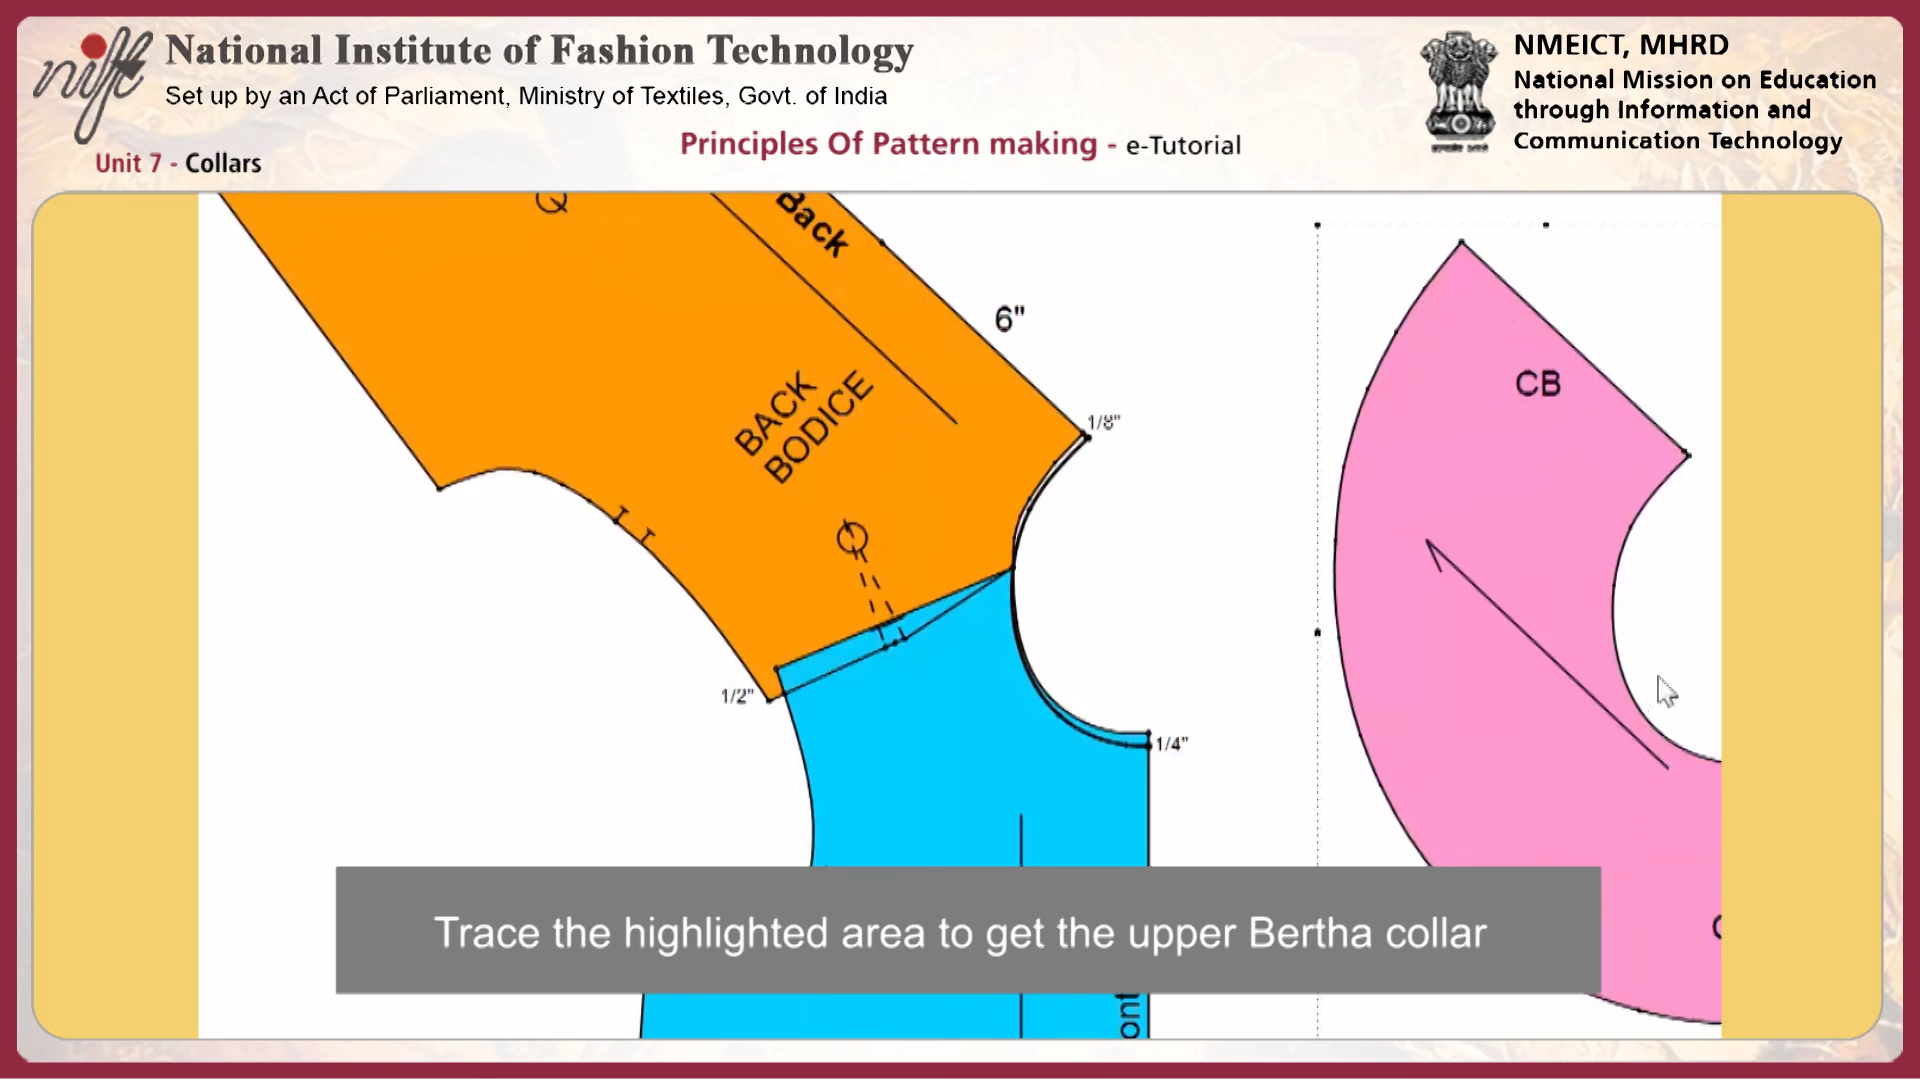 nift
National Institute of Fashion Technology
Set up by an Act of Parliament, Ministry of Textiles, Govt. of India
NMEICT, MHRD
National Mission on Education
through Information and
Communication Technology
Principles Of Pattern making - e-Tutorial
Unit 7 - Collars
Back
6"
CB
BACK
BODICE
1/8"
1/2"
1/4"
Trace the highlighted area to get the upper Bertha collar